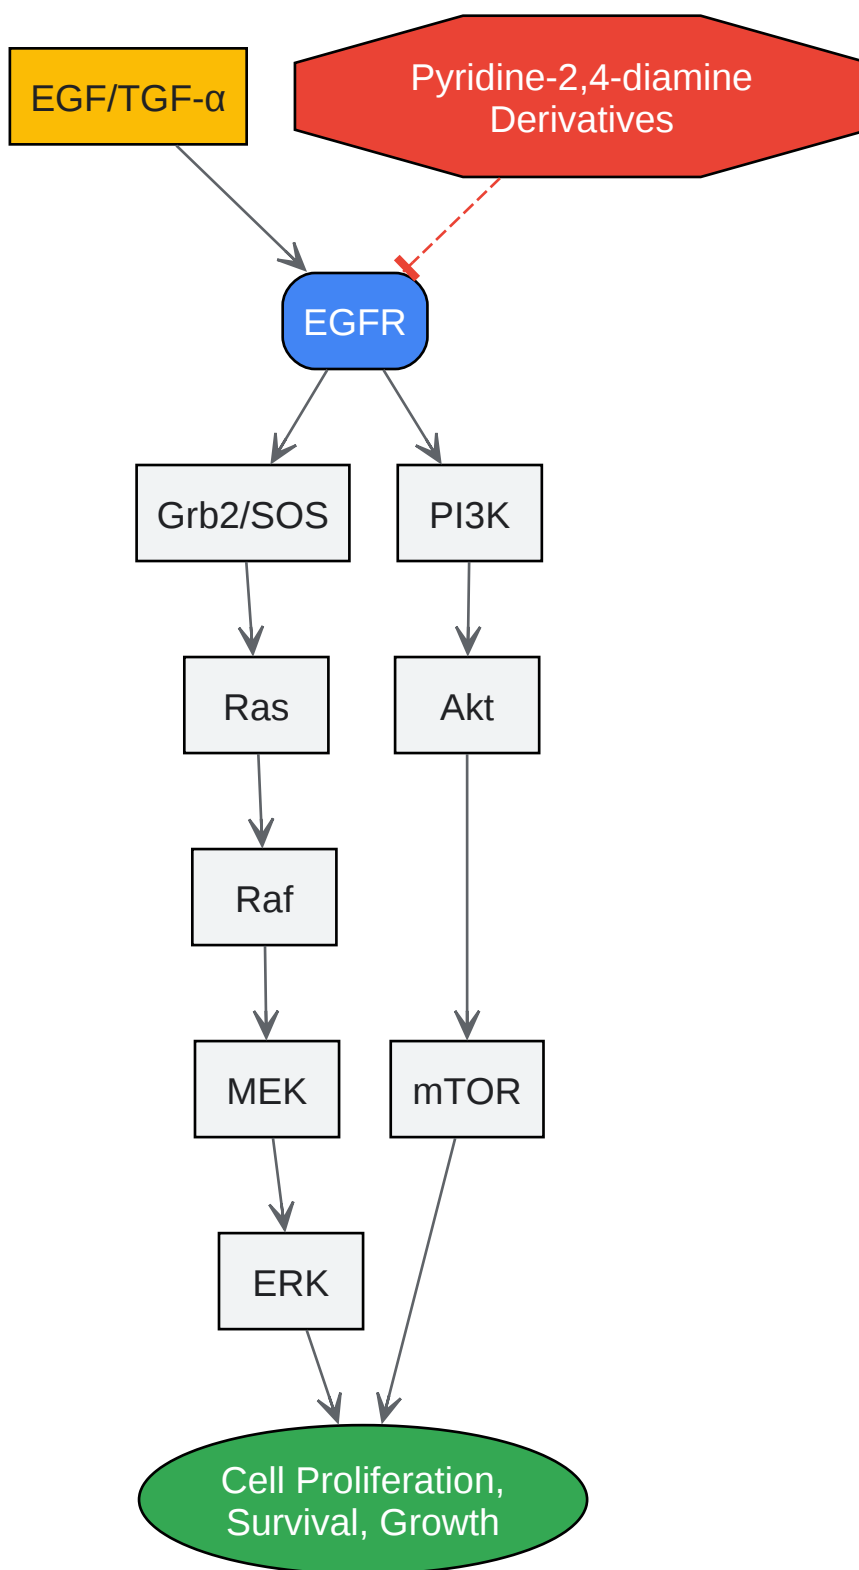 EGF/TGF-α
Pyridine-2,4-diamine
Derivatives
EGFR
Grb2/SOS
PI3K
Ras
Akt
Raf
MEK
mTOR
ERK
Cell Proliferation,
Survival, Growth